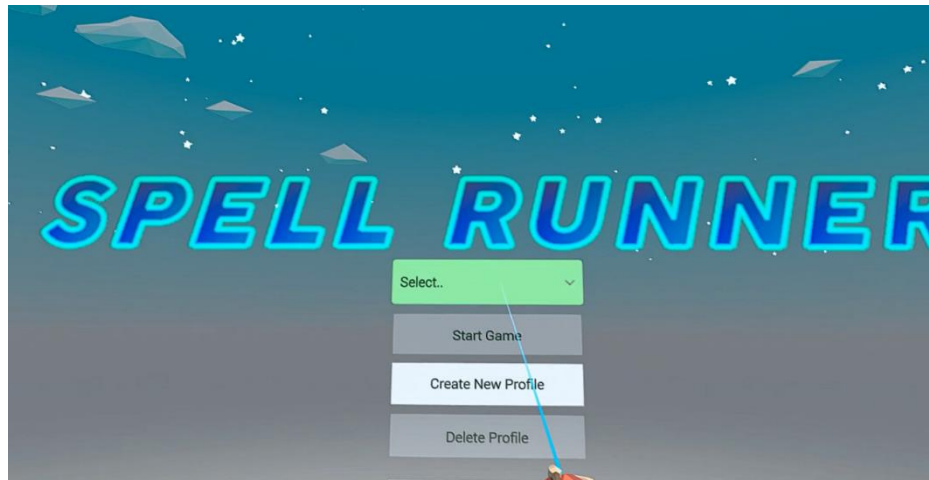 SPELL RUNNER
Select..
Start Game
Create New Profile
Delete Profile